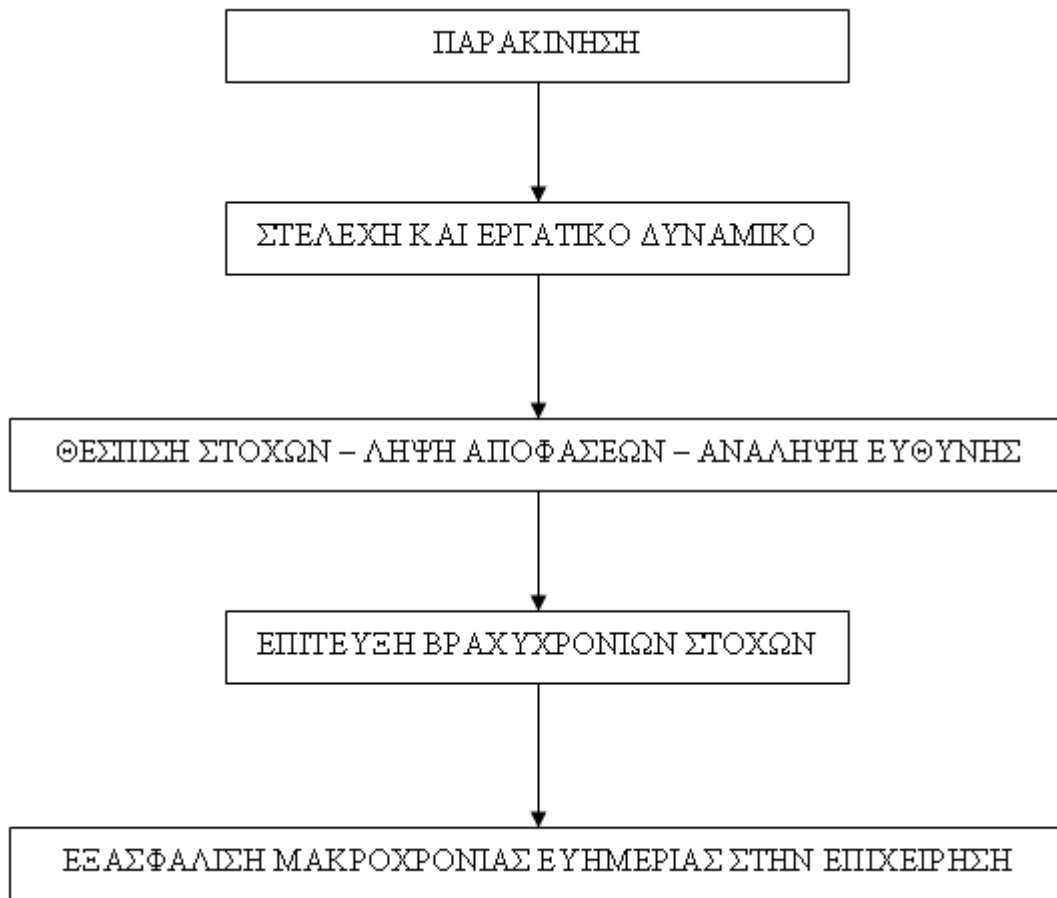 ΠΑΡΑΚΙΝΗΣΗ
ΣΤΕΛΕΧΗ ΚΑΙ ΕΡΓΑΤΙΚΟ ΔΥΝΑΜΙΚΟ
ΘΕΣΠΙΣΗ ΣΤΟΧΩΝ – ΛΗΨΗ ΑΠΟΦΑΣΕΩΝ – ΑΝΑΛΗΨΗ ΕΥΘΥΝΗΣ
ΕΠΙΤΕΥΞΗ ΒΡΑΧΥΧΡΟΝΙΩΝ ΣΤΟΧΩΝ
ΕΞΑΣΦΑΛΙΣΗ ΜΑΚΡΟΧΡΟΝΙΑΣ ΕΥΗΜΕΡΙΑΣ ΣΤΗΝ ΕΠΙΧΕΙΡΗΣΗ